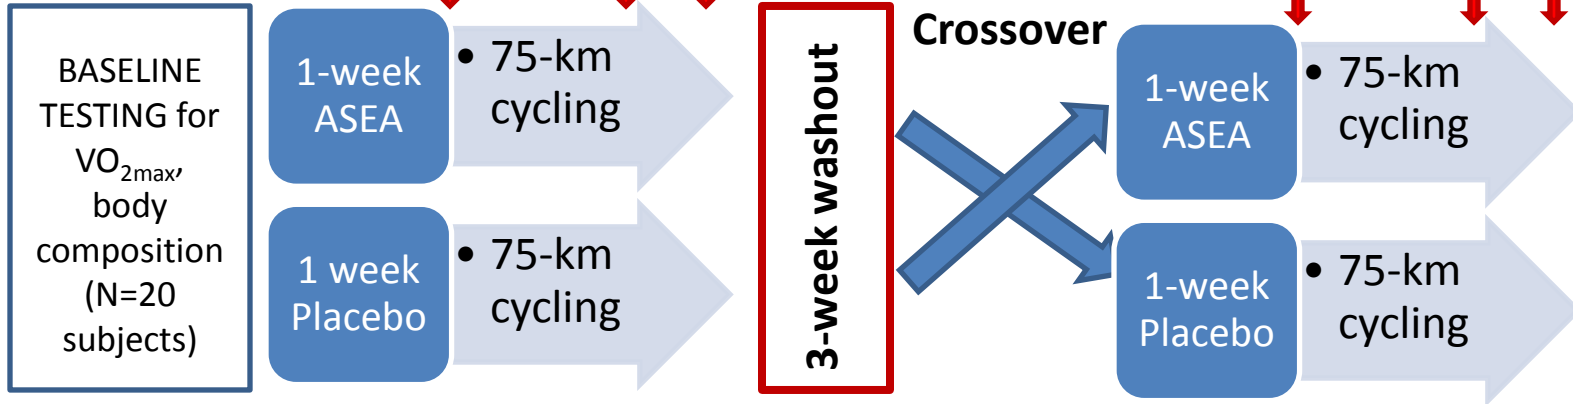 BASELINE
TESTING for
VO2max,
body
composition
(N=20
subjects)
1-week
ASEA
• 75-km
cycling
1 week
Placebo
• 75-km
cycling
3-week washout
Crossover
1-week
ASEA
• 75-km
cycling
1-week
Placebo
• 75-km
cycling